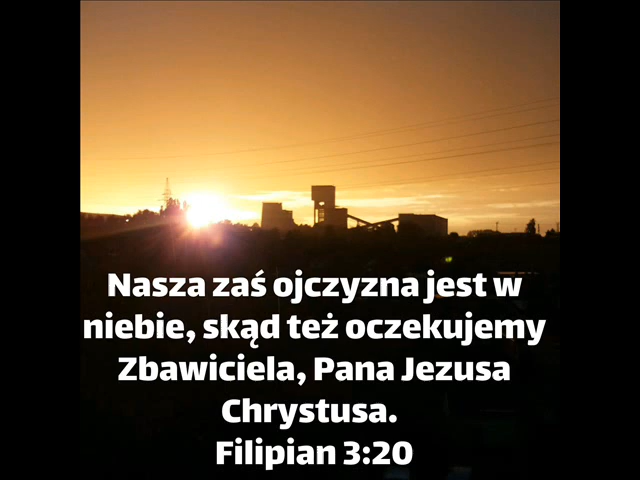 Nasza zaś ojczyzna jest w
niebie, skąd też oczekujemy
Zbawiciela, Pana Jezusa
Chrystusa.
Filipian 3:20